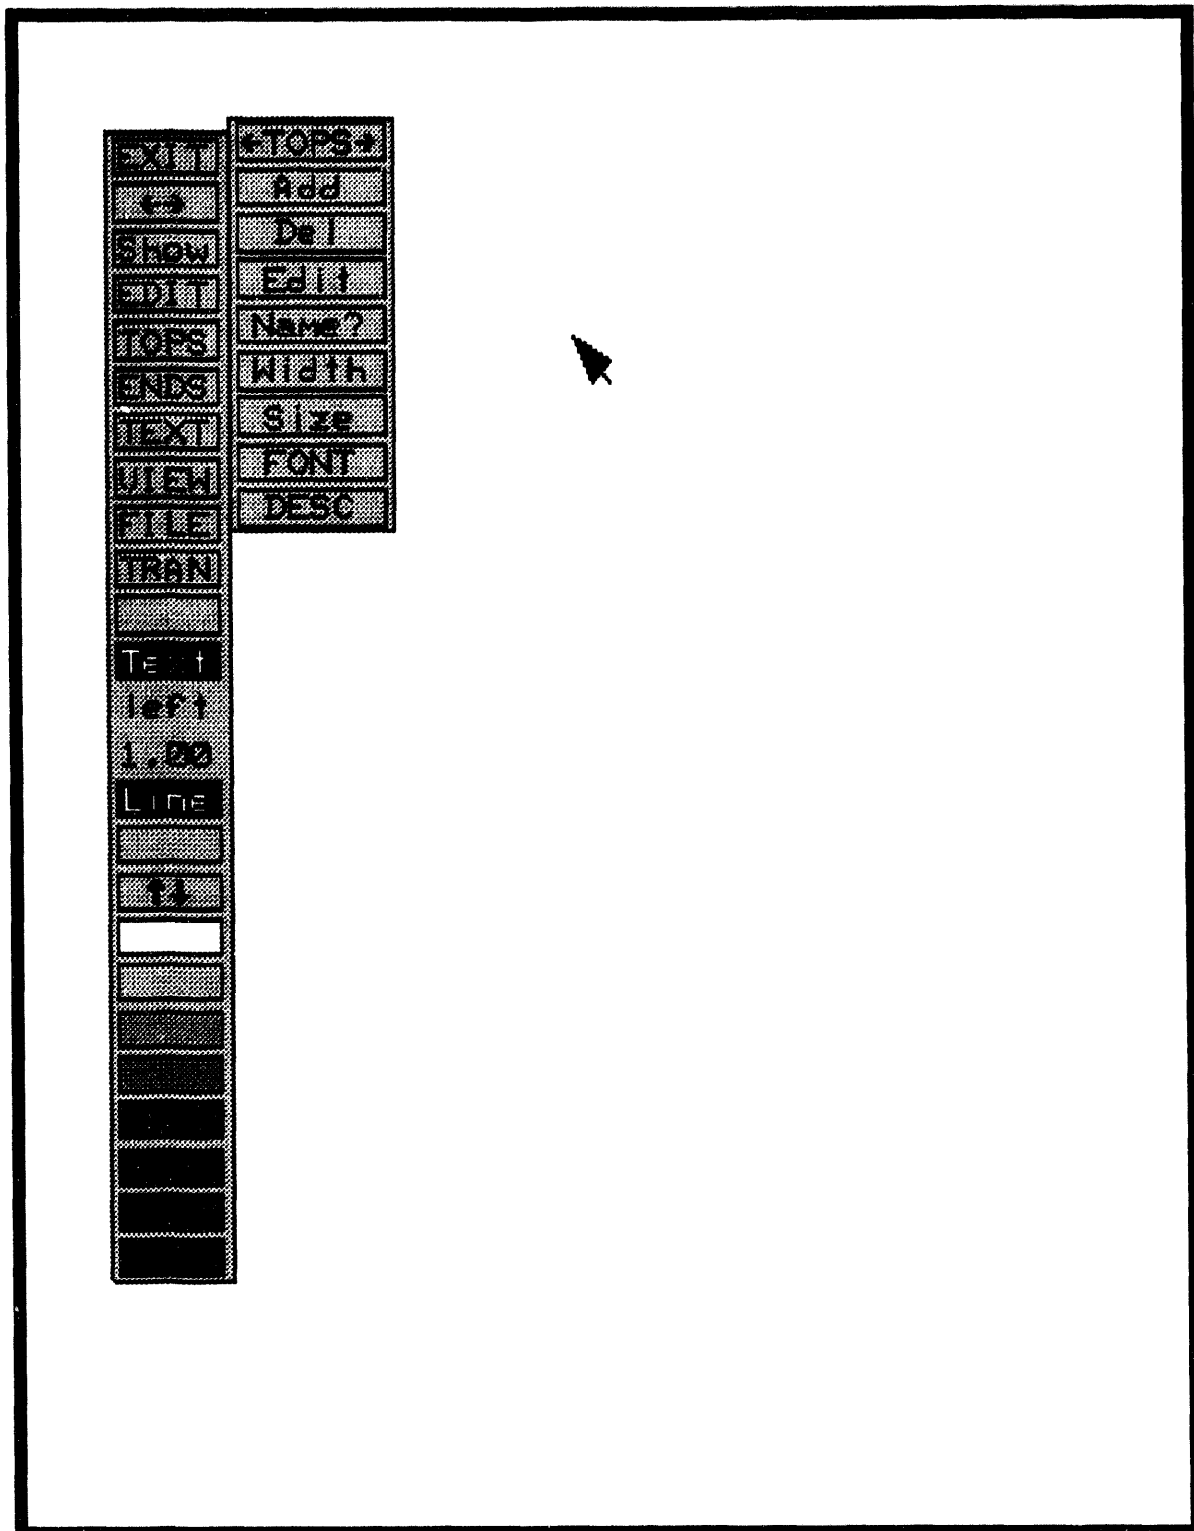 EXIT
←→
Show
EDIT
TOPS
ENDS
TEXT
VIEW
FILE
TRAN
Text
left
1.00
Line
↑↓
←TOPS→
Add
Del
Edit
Name?
Width
Size
FONT
DESC